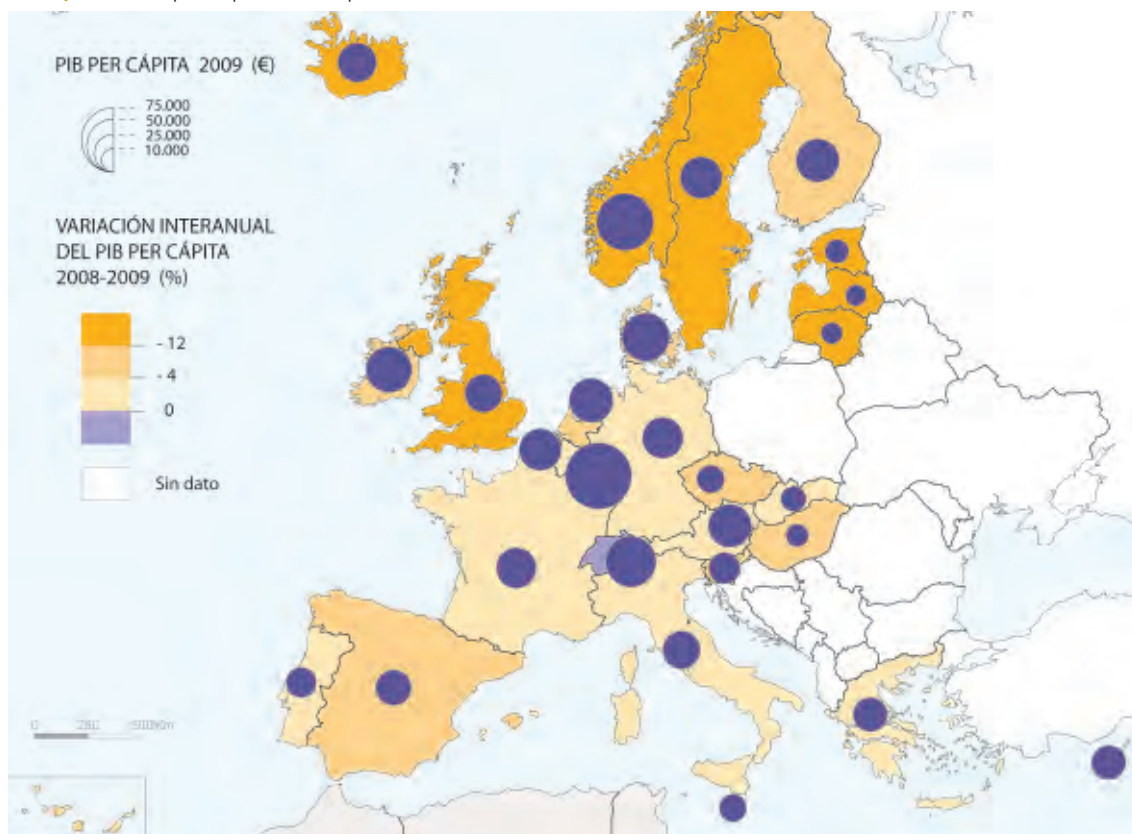 PIB PER CÁPITA 2009 (€)
75.000
50.000
25.000
10.000
VARIACIÓN INTERANUAL
DEL PIB PER CÁPITA
2008-2009 (%)
- 12
- 4
0
Sin dato
0